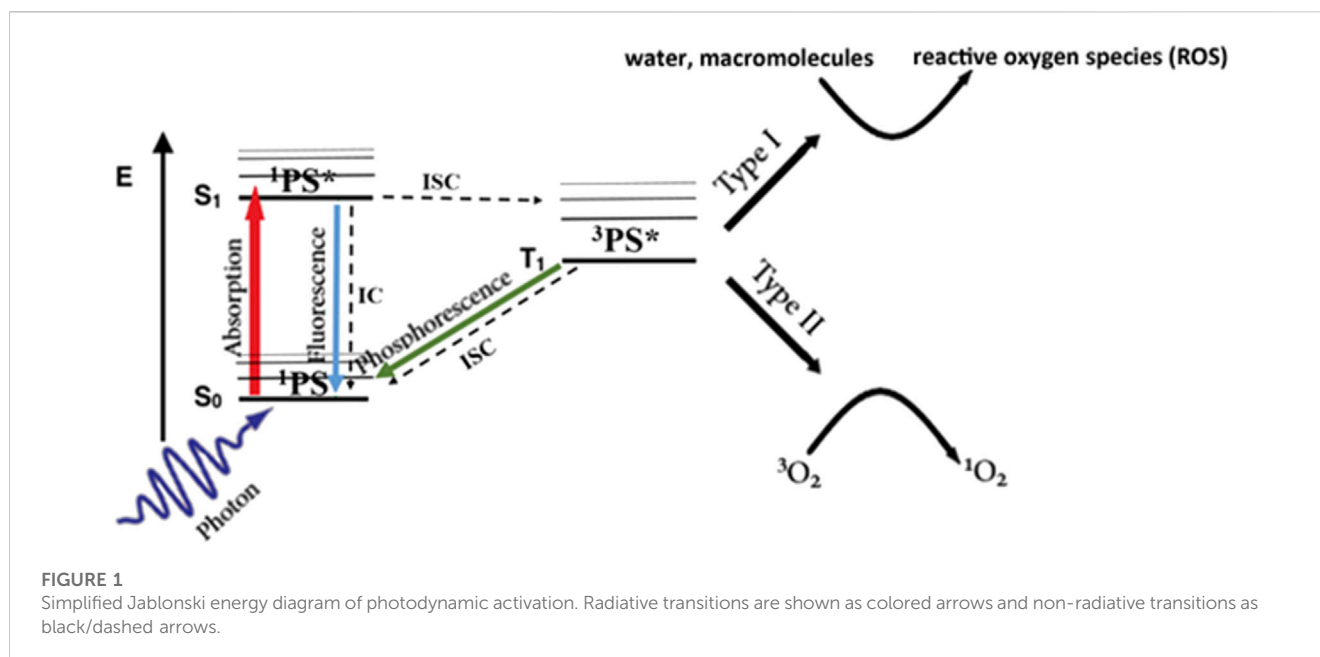 water, macromolecules
reactive oxygen species (ROS)
E
S₁
¹PS*
ISC
Type I
³PS*
T₁
Absorption
Fluorescence
IC
Phosphorescence
ISC
Type II
¹PS
S₀
Photon
³O₂
¹O₂
FIGURE 1
Simplified Jablonski energy diagram of photodynamic activation. Radiative transitions are shown as colored arrows and non-radiative transitions as
black/dashed arrows.